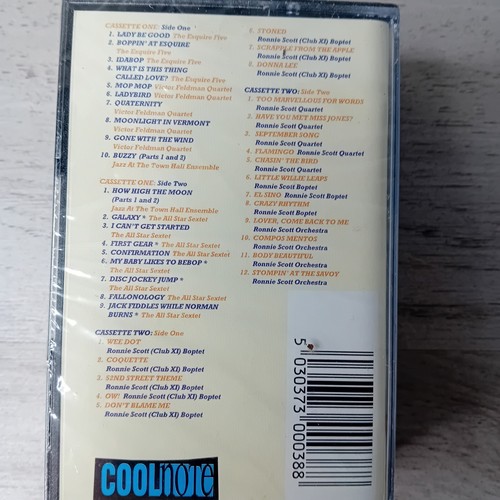 CASSETTE ONE: Side One
1. LADY BE GOOD The Esquire Five
2. BOPPIN' AT ESQUIRE
The Esquire Five
3. IDABOP The Esquire Five
4. WHAT IS THIS THING
CALLED LOVE? The Esquire Five
5. MOP MOP Victor Feldman Quartet
6. LADYBIRD Victor Feldman Quartet
7. QUATERNITY
Victor Feldman Quartet
8. MOONLIGHT IN VERMONT
Victor Feldman Quartet
9. GONE WITH THE WIND
Victor Feldman Quartet
10. BUZZY (Parts 1 and 2)
Jazz At The Town Hall Ensemble
CASSETTE ONE: Side Two
1. HOW HIGH THE MOON
(Parts 1 and 2)
Jazz At The Town Hall Ensemble
2. GALAXY * The All Star Sextet
3. I CAN'T GET STARTED
The All Star Sextet
4. FIRST GEAR * The All Star Sextet
5. CONFIRMATION The All Star Sextet
6. MY BABY LIKES TO BEBOP *
The All Star Sextet
7. DISC JOCKEY JUMP *
The All Star Sextet
8. FALLONOLOGY The All Star Sextet
9. JACK FIDDLES WHILE NORMAN
BURNS * The All Star Sextet
CASSETTE TWO: Side One
1. WEE DOT
Ronnie Scott (Club XI) Boptet
2. COQUETTE
Ronnie Scott (Club XI) Boptet
3. 52ND STREET THEME
Ronnie Scott (Club XI) Boptet
4. OW! Ronnie Scott (Club XI) Boptet
5. DON'T BLAME ME
Ronnie Scott (Club XI) Boptet
6. STONED
Ronnie Scott (Club XI) Boptet
7. SCRAPPLE FROM THE APPLE
Ronnie Scott (Club XI) Boptet
8. DONNA LEE
Ronnie Scott (Club XI) Boptet
CASSETTE TWO: Side Two
1. TOO MARVELLOUS FOR WORDS
Ronnie Scott Quartet
2. HAVE YOU MET MISS JONES?
Ronnie Scott Quartet
3. SEPTEMBER SONG
Ronnie Scott Quartet
4. FLAMINGO Ronnie Scott Quartet
5. CHASIN' THE BIRD
Ronnie Scott Quartet
6. LITTLE WILLIE LEAPS
Ronnie Scott Boptet
7. EL SINO Ronnie Scott Boptet
8. CRAZY RHYTHM
Ronnie Scott Orchestra
9. LOVER, COME BACK TO ME
Ronnie Scott Orchestra
10. COMPOS MENTOS
Ronnie Scott Orchestra
11. BODY BEAUTIFUL
Ronnie Scott Orchestra
12. STOMPIN' AT THE SAVOY
Ronnie Scott Orchestra
5 030373 000388
COOLnote